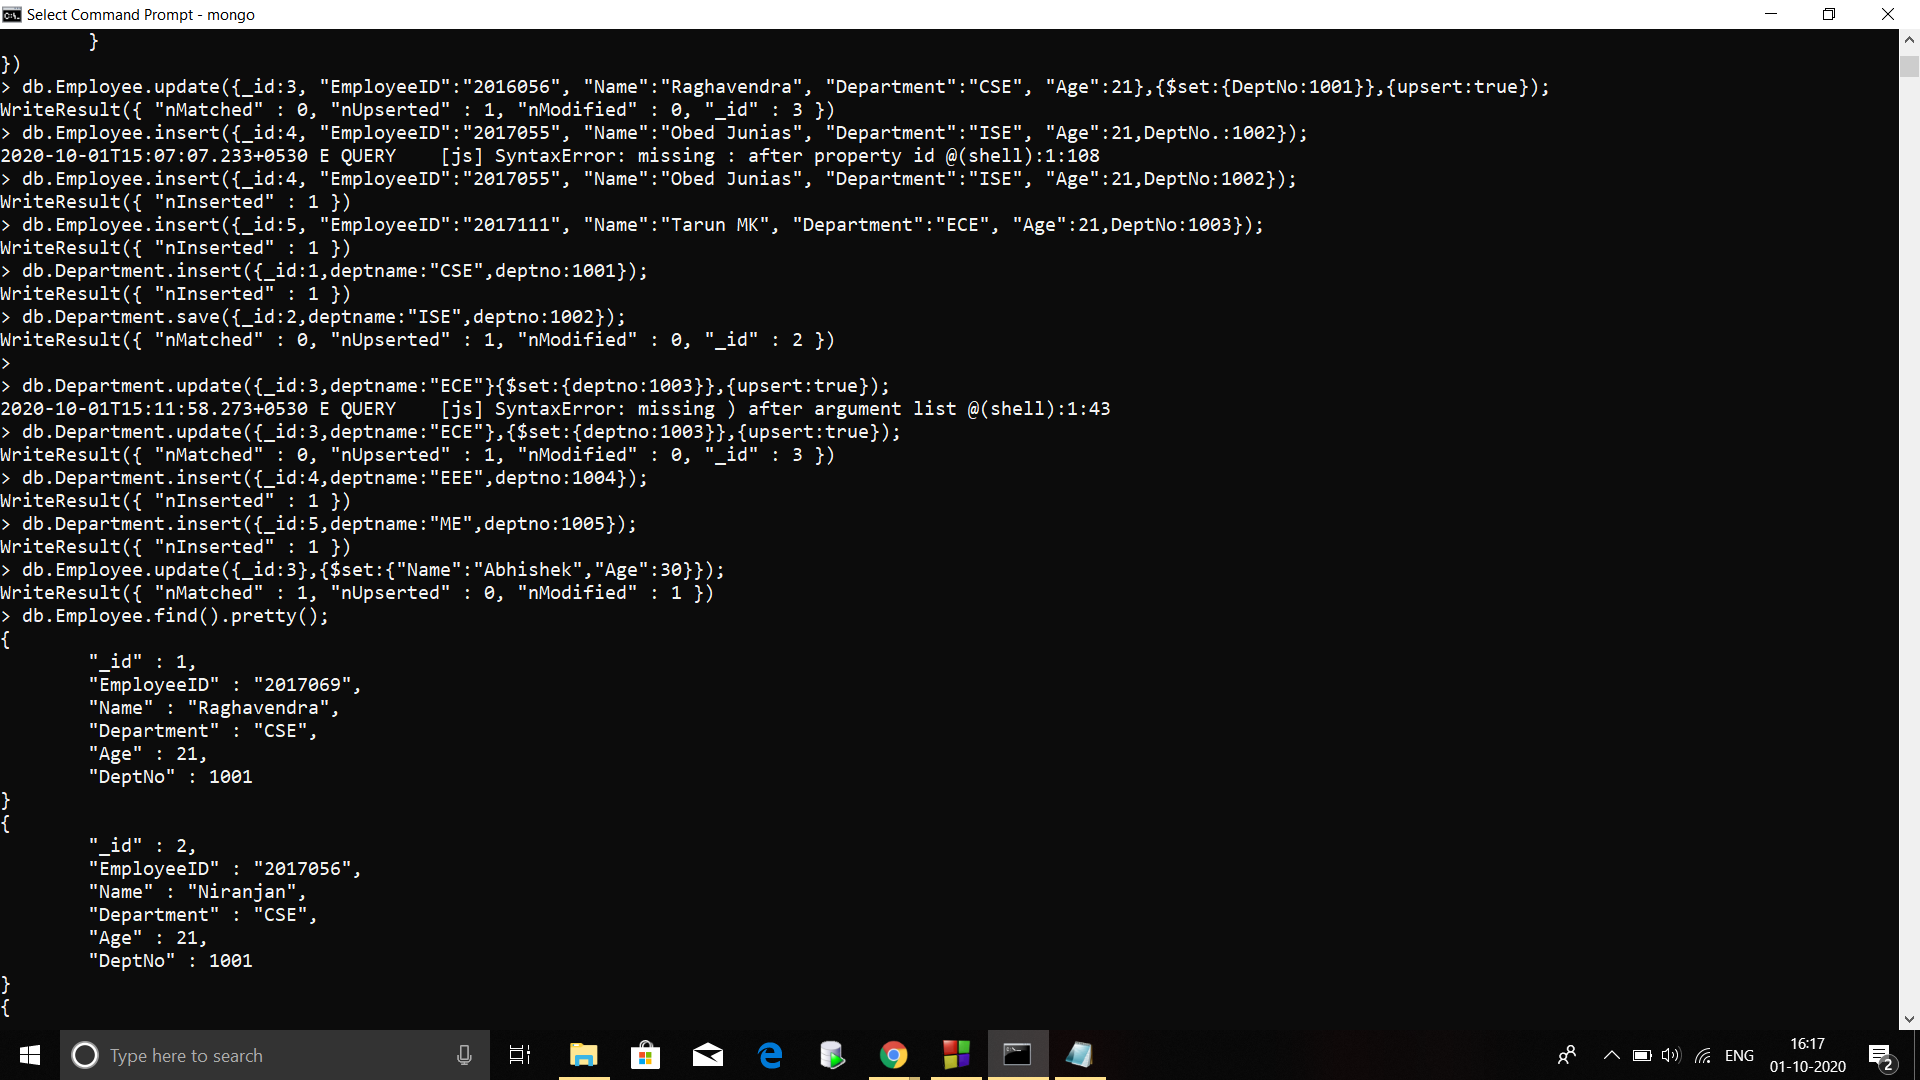 Select Command Prompt - mongo
        }
})
> db.Employee.update({_id:3, "EmployeeID":"2016056", "Name":"Raghavendra", "Department":"CSE", "Age":21},{$set:{DeptNo:1001}},{upsert:true});
WriteResult({ "nMatched" : 0, "nUpserted" : 1, "nModified" : 0, "_id" : 3 })
> db.Employee.insert({_id:4, "EmployeeID":"2017055", "Name":"Obed Junias", "Department":"ISE", "Age":21,DeptNo.:1002});
2020-10-01T15:07:07.233+0530 E QUERY    [js] SyntaxError: missing : after property id @(shell):1:108
> db.Employee.insert({_id:4, "EmployeeID":"2017055", "Name":"Obed Junias", "Department":"ISE", "Age":21,DeptNo:1002});
WriteResult({ "nInserted" : 1 })
> db.Employee.insert({_id:5, "EmployeeID":"2017111", "Name":"Tarun MK", "Department":"ECE", "Age":21,DeptNo:1003});
WriteResult({ "nInserted" : 1 })
> db.Department.insert({_id:1,deptname:"CSE",deptno:1001});
WriteResult({ "nInserted" : 1 })
> db.Department.save({_id:2,deptname:"ISE",deptno:1002});
WriteResult({ "nMatched" : 0, "nUpserted" : 1, "nModified" : 0, "_id" : 2 })
>
> db.Department.update({_id:3,deptname:"ECE"}{$set:{deptno:1003}},{upsert:true});
2020-10-01T15:11:58.273+0530 E QUERY    [js] SyntaxError: missing ) after argument list @(shell):1:43
> db.Department.update({_id:3,deptname:"ECE"},{$set:{deptno:1003}},{upsert:true});
WriteResult({ "nMatched" : 0, "nUpserted" : 1, "nModified" : 0, "_id" : 3 })
> db.Department.insert({_id:4,deptname:"EEE",deptno:1004});
WriteResult({ "nInserted" : 1 })
> db.Department.insert({_id:5,deptname:"ME",deptno:1005});
WriteResult({ "nInserted" : 1 })
> db.Employee.update({_id:3},{$set:{"Name":"Abhishek","Age":30}});
WriteResult({ "nMatched" : 1, "nUpserted" : 0, "nModified" : 1 })
> db.Employee.find().pretty();
{
        "_id" : 1,
        "EmployeeID" : "2017069",
        "Name" : "Raghavendra",
        "Department" : "CSE",
        "Age" : 21,
        "DeptNo" : 1001
}
{
        "_id" : 2,
        "EmployeeID" : "2017056",
        "Name" : "Niranjan",
        "Department" : "CSE",
        "Age" : 21,
        "DeptNo" : 1001
}
{
Type here to search
ENG
16:17
01-10-2020
2